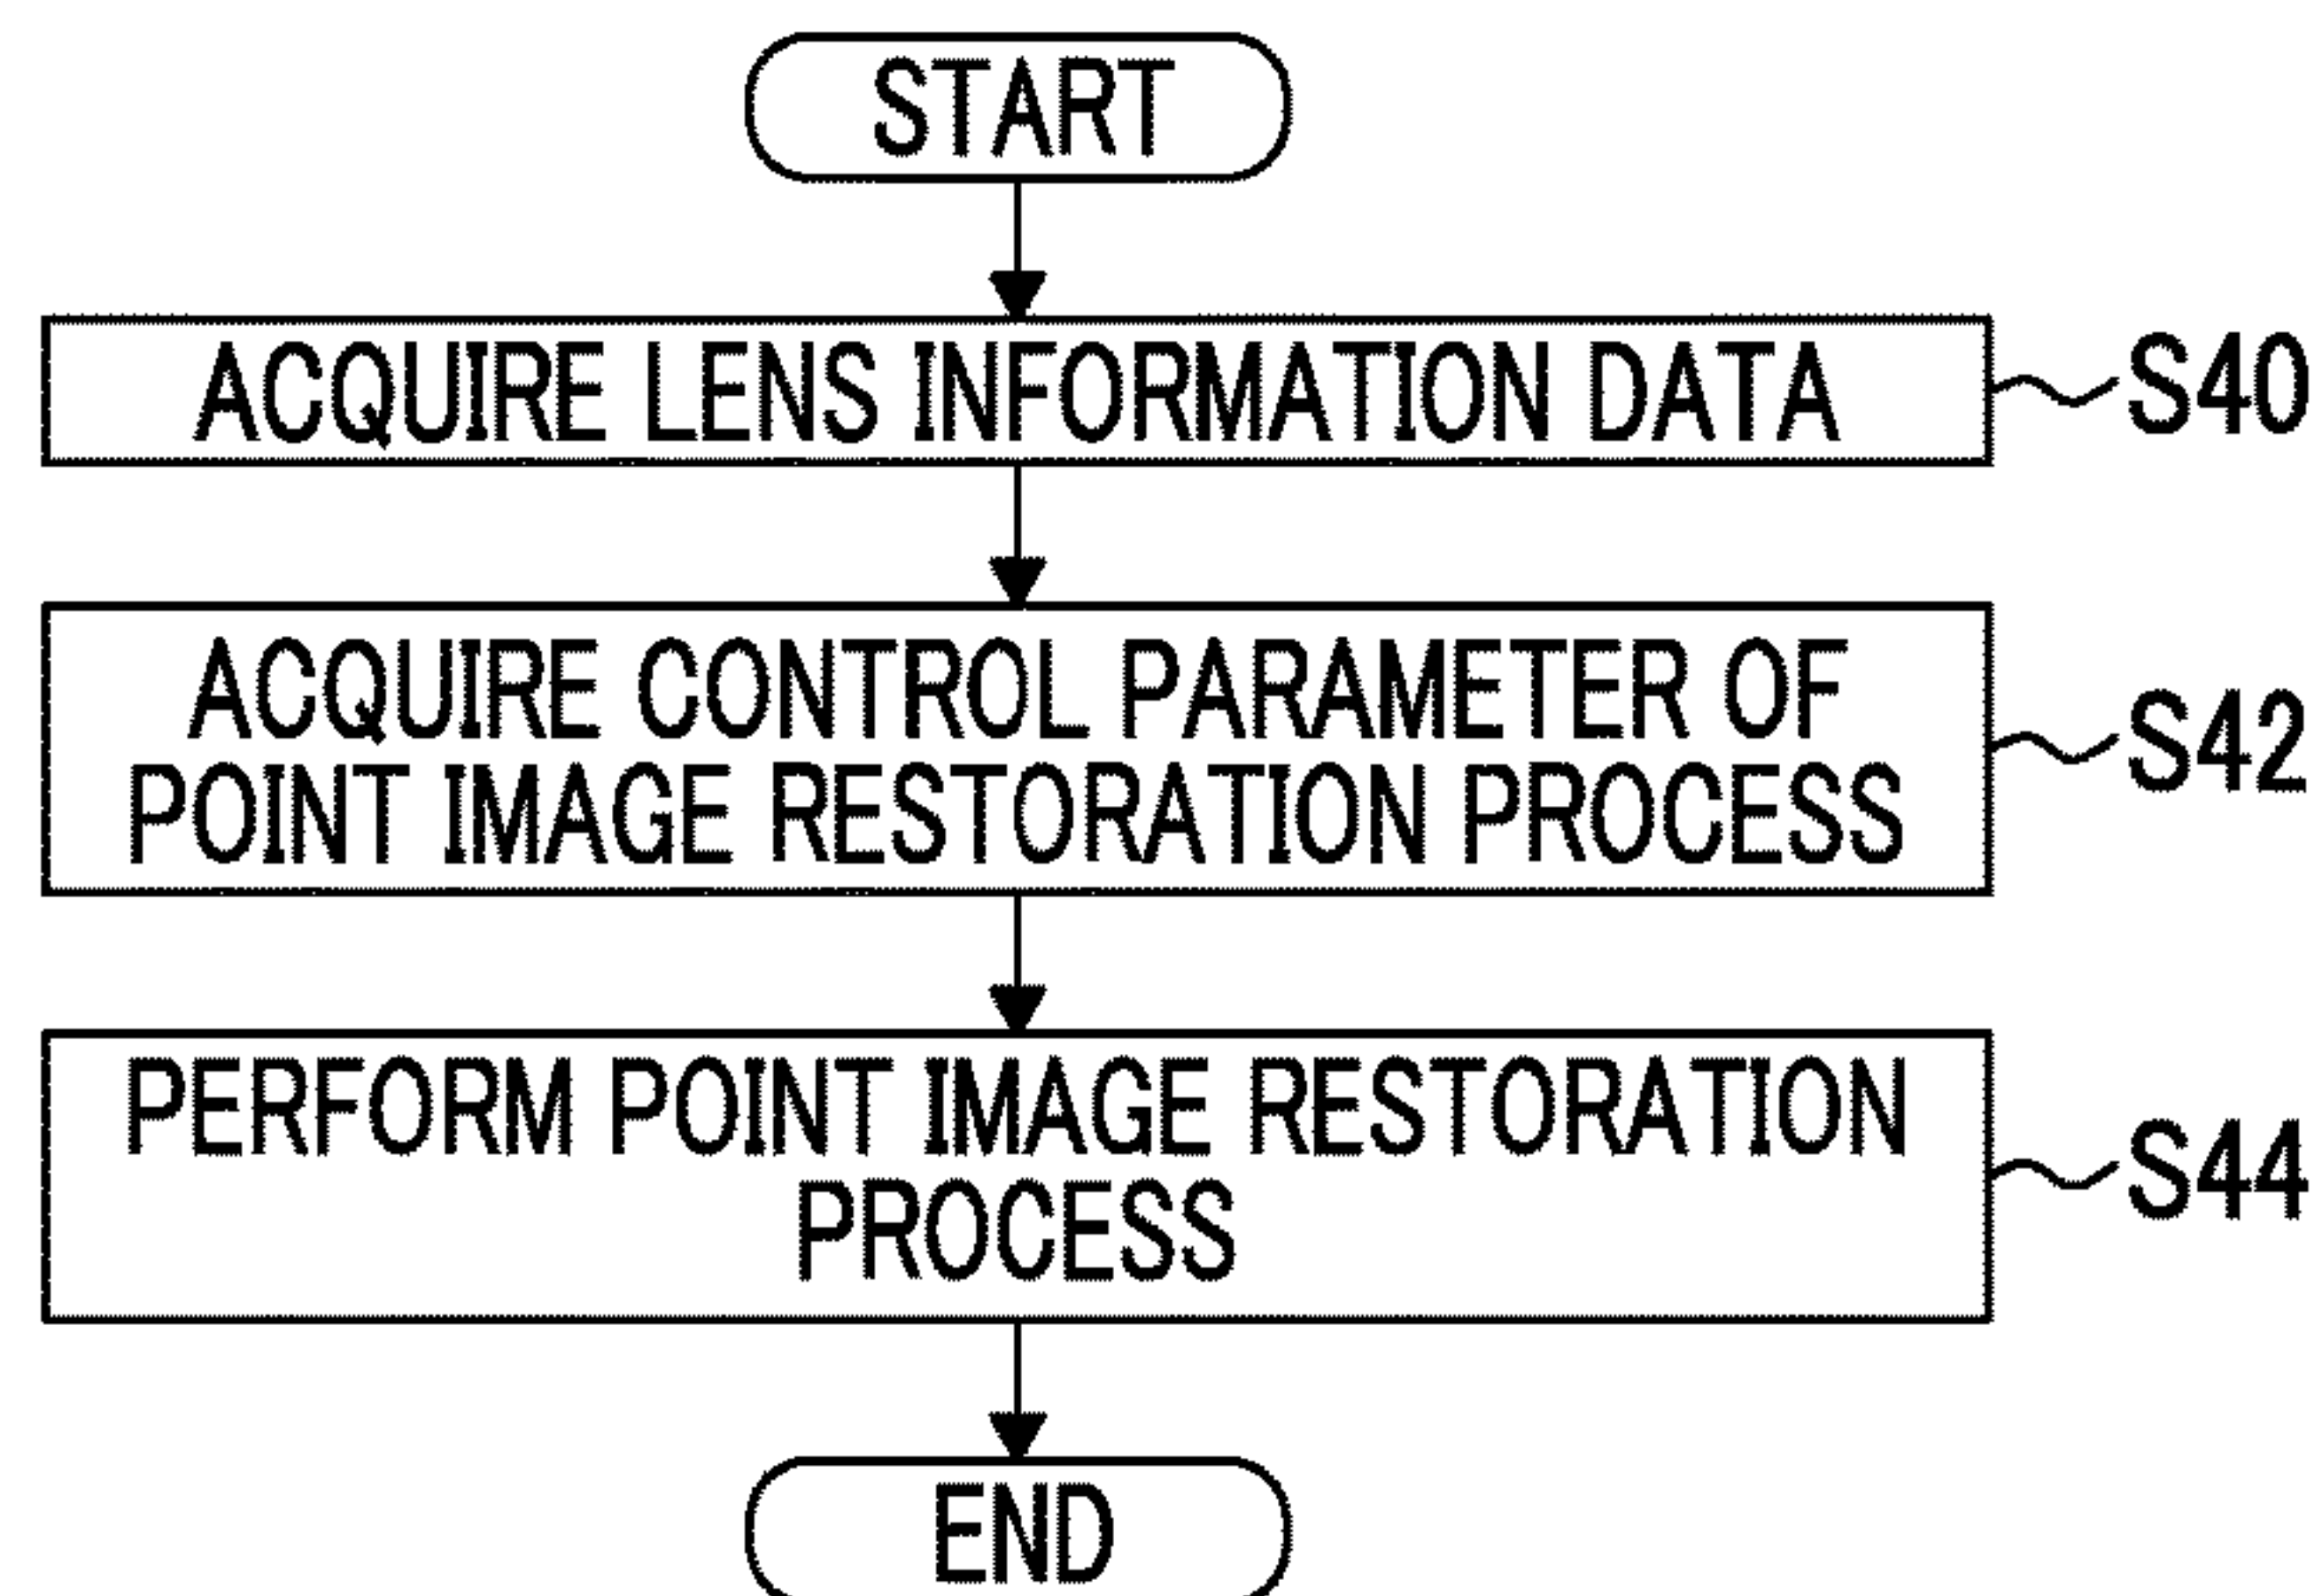 START
ACQUIRE LENS INFORMATION DATA
S40
ACQUIRE CONTROL PARAMETER OF
POINT IMAGE RESTORATION PROCESS
S42
PERFORM POINT IMAGE RESTORATION
PROCESS
S44
END